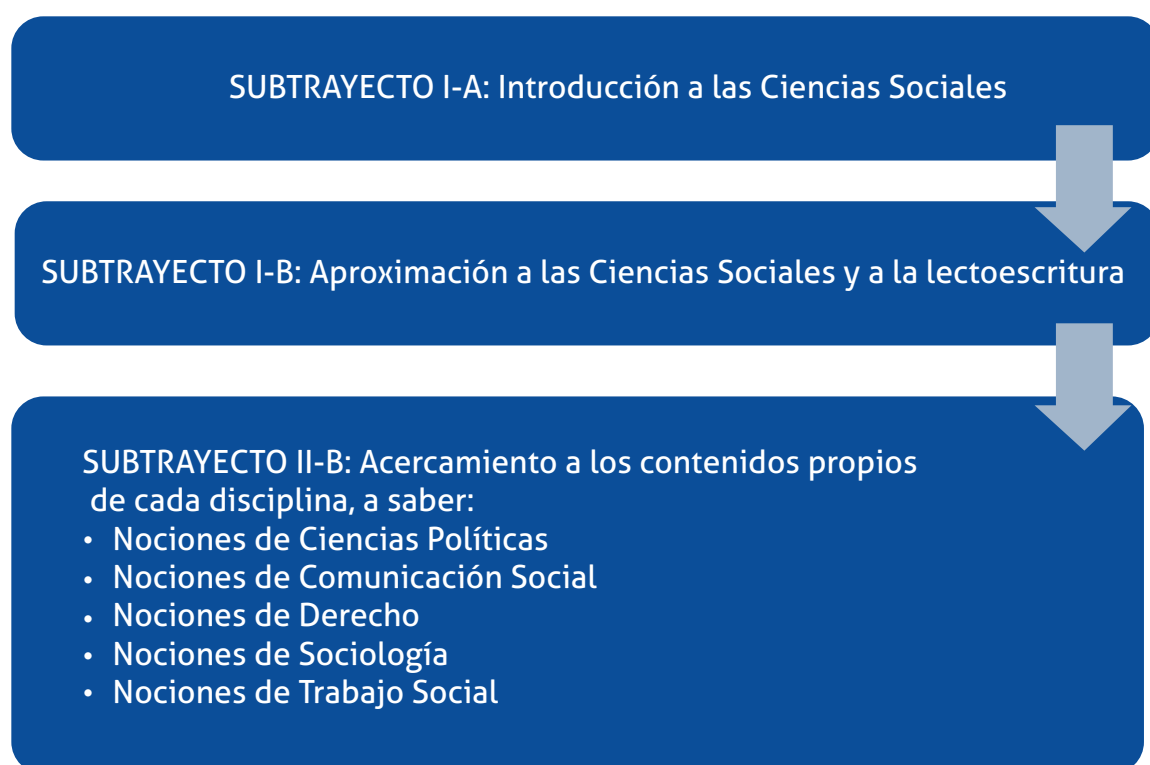 SUBTRAYECTO I-A: Introducción a las Ciencias Sociales
SUBTRAYECTO I-B: Aproximación a las Ciencias Sociales y a la lectoescritura
SUBTRAYECTO II-B: Acercamiento a los contenidos propios
de cada disciplina, a saber:
• Nociones de Ciencias Políticas
• Nociones de Comunicación Social
• Nociones de Derecho
• Nociones de Sociología
• Nociones de Trabajo Social